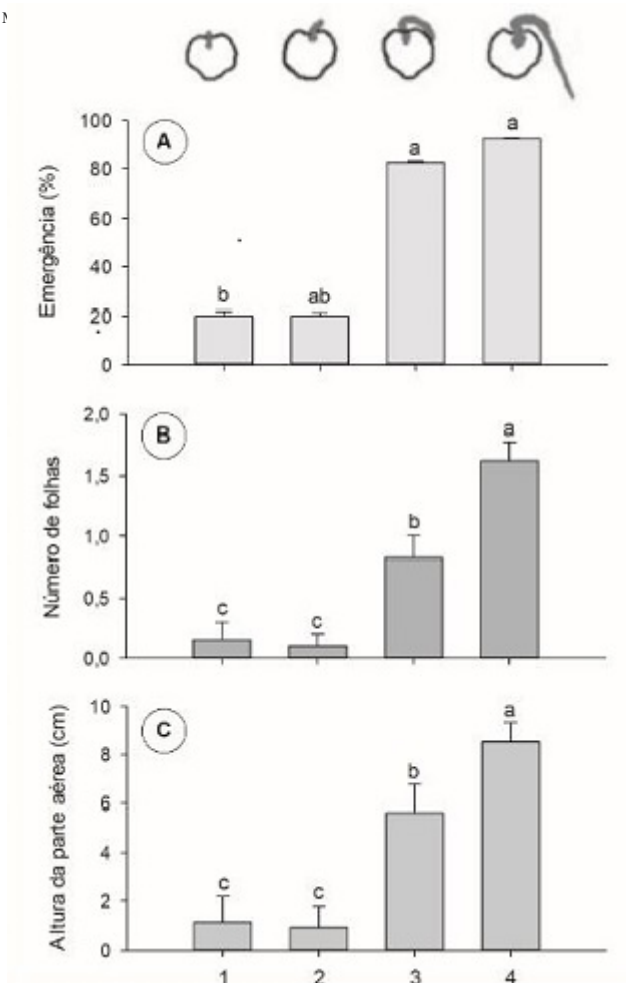 A
100
80
60
40
20
0
Emergência (%)
b
ab
a
a
B
2,0
1,5
1,0
0,5
0,0
Número de folhas
c
c
b
a
C
10
8
6
4
2
0
Altura da parte aérea (cm)
c
c
b
a
1
2
3
4